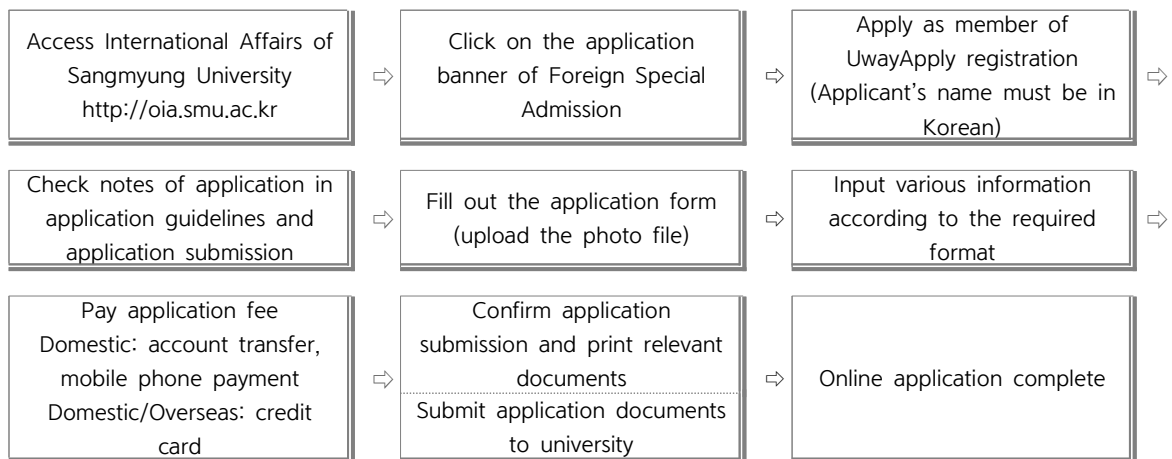 Access International Affairs of
Sangmyung University
http://oia.smu.ac.kr
⇨
Click on the application
banner of Foreign Special
Admission
⇨
Apply as member of
UwayApply registration
(Applicant's name must be in
Korean)
⇨
Check notes of application in
application guidelines and
application submission
⇨
Fill out the application form
(upload the photo file)
⇨
Input various information
according to the required
format
⇨
Pay application fee
Domestic: account transfer,
mobile phone payment
Domestic/Overseas: credit
card
⇨
Confirm application
submission and print relevant
documents
Submit application documents
to university
⇨
Online application complete